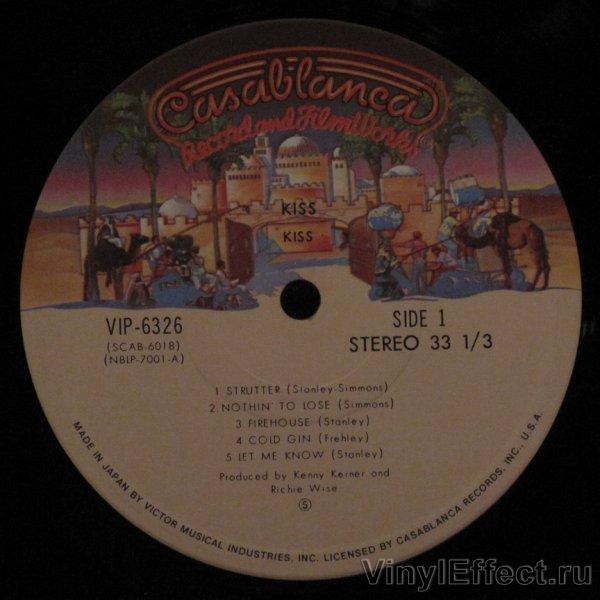 Casablanca
Record and FilmWorks
KISS
KISS
VIP-6326
SIDE 1
(SCAB-6018)
STEREO 33 1/3
(NBLP-7001-A)
1 STRUTTER (Stanley-Simmons)
2. NOTHIN' TO LOSE (Simmons)
3 FIREHOUSE (Stanley)
4 COLD GIN (Frehley)
5 LET ME KNOW (Stanley)
Produced by Kenny Kerner and
Richie Wise
S
MADE IN JAPAN BY VICTOR MUSICAL INDUSTRIES, INC. LICENSED BY CASABLANCA RECORDS, INC., U.S.A.
VinylEffect.ru